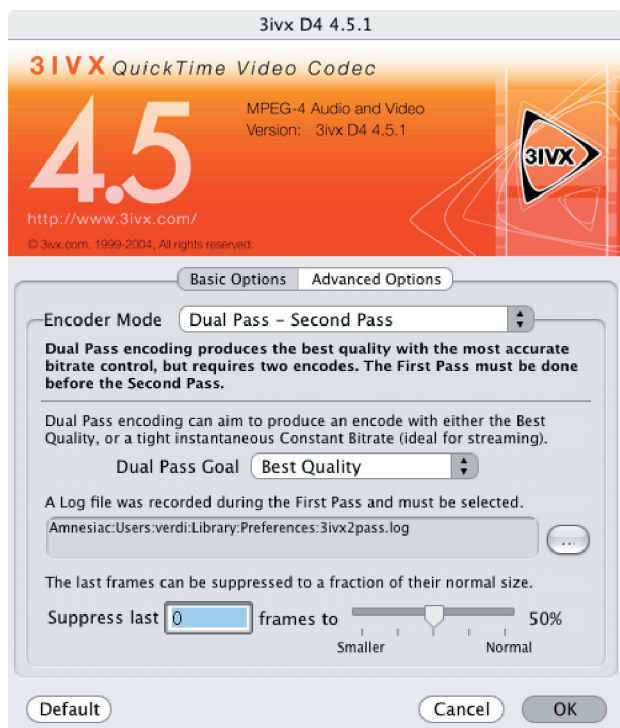 3ivx D4 4.5.1
3IVX QuickTime Video Codec
4.5
MPEG-4 Audio and Video
Version: 3ivx D4 4.5.1
3IVX
http://www.3ivx.com/
© 3ivx.com, 1999-2004, All rights reserved.
Basic Options Advanced Options
Encoder Mode Dual Pass – Second Pass
Dual Pass encoding produces the best quality with the most accurate
bitrate control, but requires two encodes. The First Pass must be done
before the Second Pass.
Dual Pass encoding can aim to produce an encode with either the Best
Quality, or a tight instantaneous Constant Bitrate (ideal for streaming).
Dual Pass Goal Best Quality
A Log file was recorded during the First Pass and must be selected.
Amnesiac:Users:verdi:Library:Preferences:3ivx2pass.log
...
The last frames can be suppressed to a fraction of their normal size.
Suppress last 0 frames to 50%
Smaller Normal
Default Cancel OK